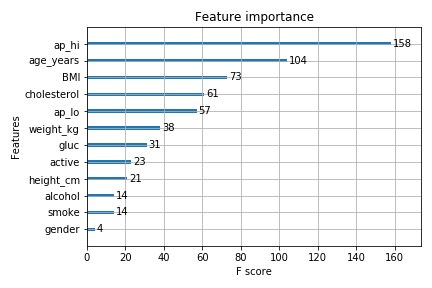 Feature importance
ap_hi 158
age_years 104
BMI 73
cholesterol 61
ap_lo 57
weight_kg 38
gluc 31
active 23
height_cm 21
alcohol 14
smoke 14
gender 4
Features
0 20 40 60 80 100 120 140 160
F score